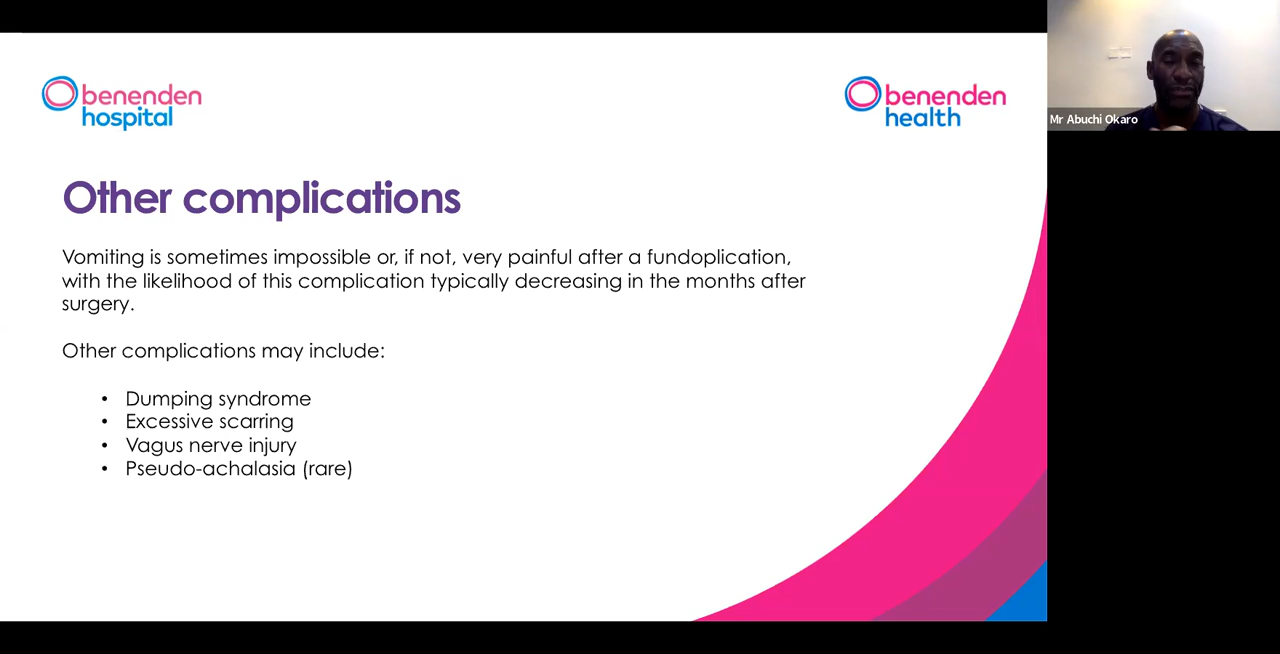 benenden
hospital
benenden
health
Mr Abuchi Okaro
Other complications
Vomiting is sometimes impossible or, if not, very painful after a fundoplication,
with the likelihood of this complication typically decreasing in the months after
surgery.
Other complications may include:
• Dumping syndrome
• Excessive scarring
• Vagus nerve injury
• Pseudo-achalasia (rare)